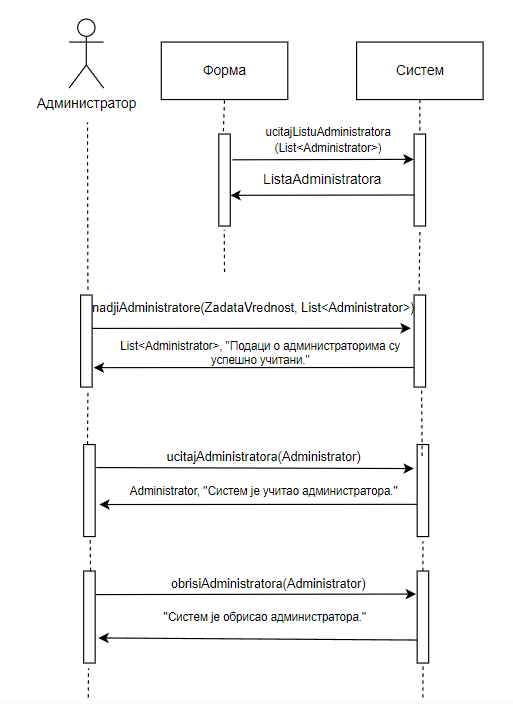 Администратор
Форма
Систем
ucitajListuAdministratora
(List<Administrator>)
ListaAdministratora
nadjiAdministratore(ZadataVrednost, List<Administrator>)
List<Administrator>, "Подаци о администраторима су
успешно учитани."
ucitajAdministratora(Administrator)
Administrator, "Систем је учитао администратора."
obrisiAdministratora(Administrator)
"Систем је обрисао администратора."